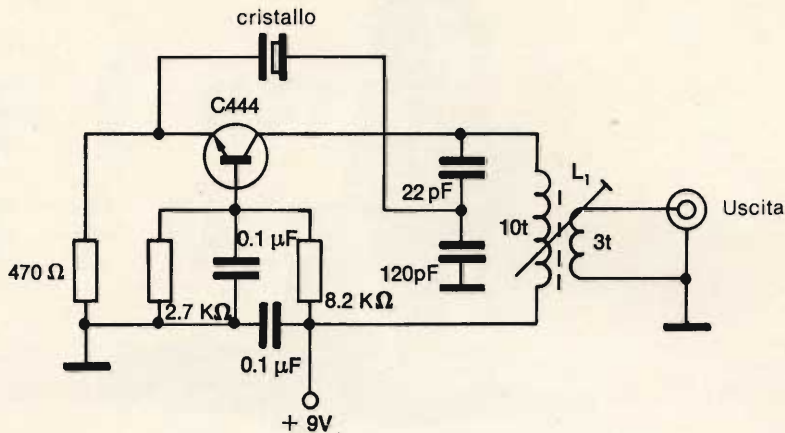 cristallo
C444
22 pF
L₁
Uscita
10t
3t
0.1 µF
120pF
470 Ω
2.7 KΩ
8.2 KΩ
0.1 µF
+ 9V